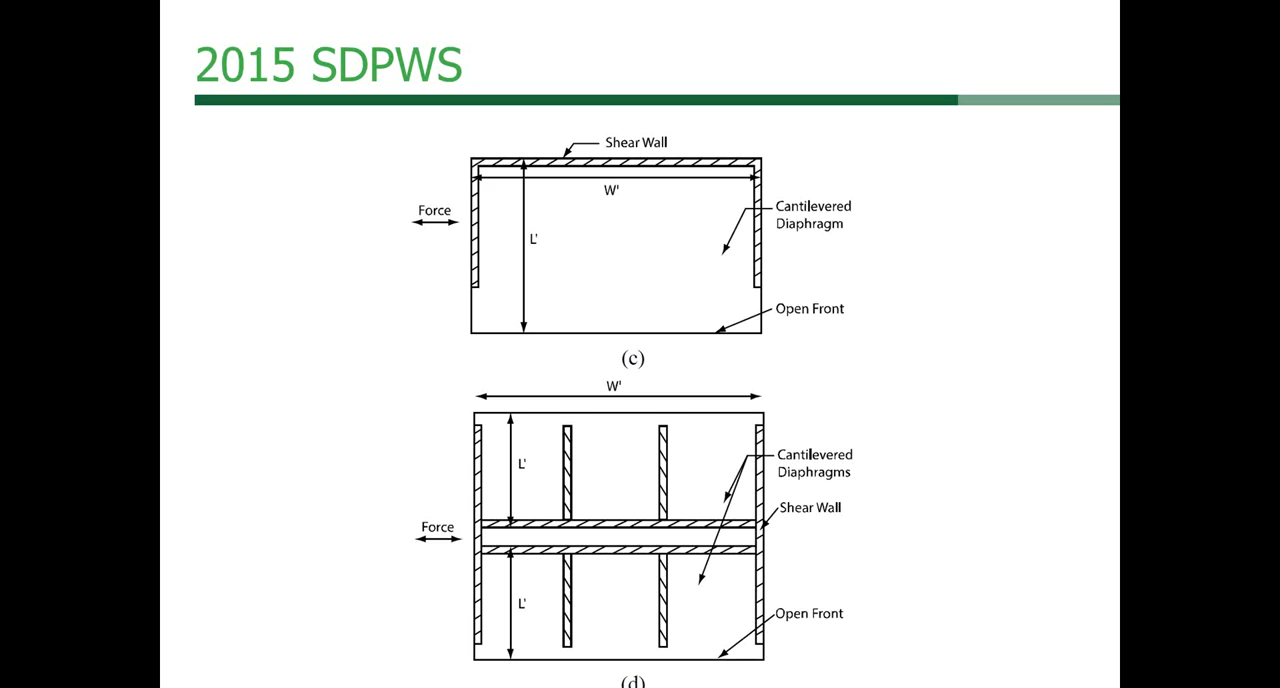 2015 SDPWS
Shear Wall
W'
Force
Cantilevered
Diaphragm
L'
Open Front
(c)
W'
Cantilevered
Diaphragms
L'
Shear Wall
Force
L'
Open Front
(d)